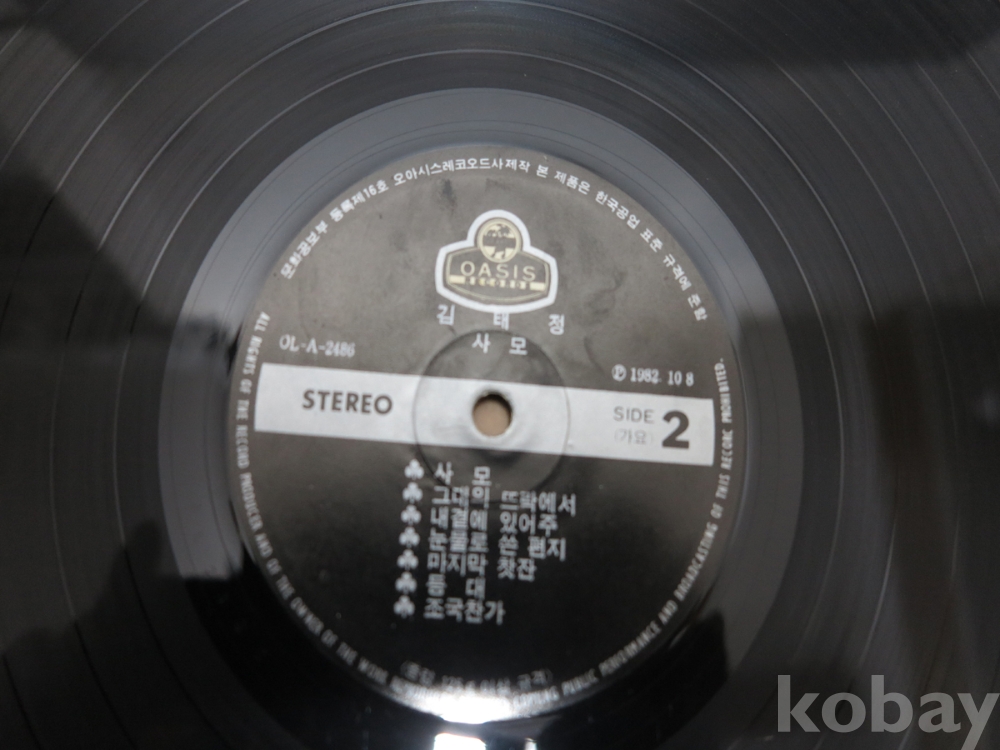 문화공보부 등록제16호 오아시스레코오드사제작 본 제품은 한국공업 표준 규격에 준함
OASIS
RECORDS
김 태 정
사 모
OL-A-2486
℗ 1982. 10 8
STEREO
SIDE 2
(가요)
♣ 사 모
♣ 그대의 뜨락에서
♣ 내곁에 있어주
♣ 눈물로 쓴 편지
♣ 마지막 찻잔
♣ 등 대
♣ 조국찬가
ALL RIGHTS OF THE RECORD PRODUCER AND OF THE OWNER OF THE WORK PUBLIC PERFORMANCE AND BROADCASTING OF THIS RECORD PROHIBITED.
kobay